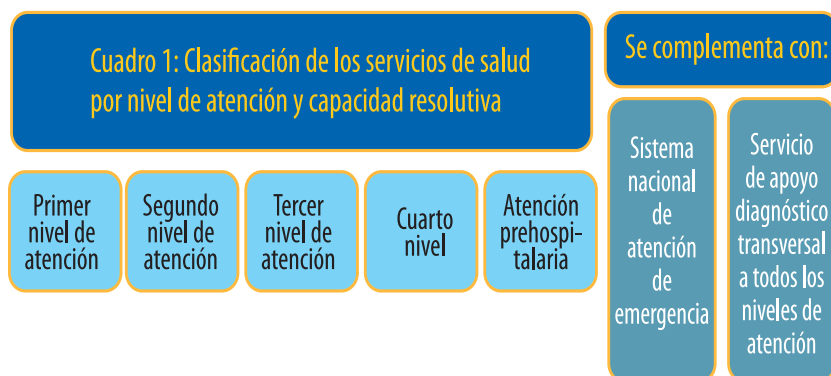 Cuadro 1: Clasificación de los servicios de salud
por nivel de atención y capacidad resolutiva
Primer
nivel de
atención
Segundo
nivel de
atención
Tercer
nivel de
atención
Cuarto
nivel
Atención
prehospi-
talaria
Se complementa con:
Sistema
nacional
de
atención
de
emergencia
Servicio
de apoyo
diagnóstico
transversal
a todos los
niveles de
atención